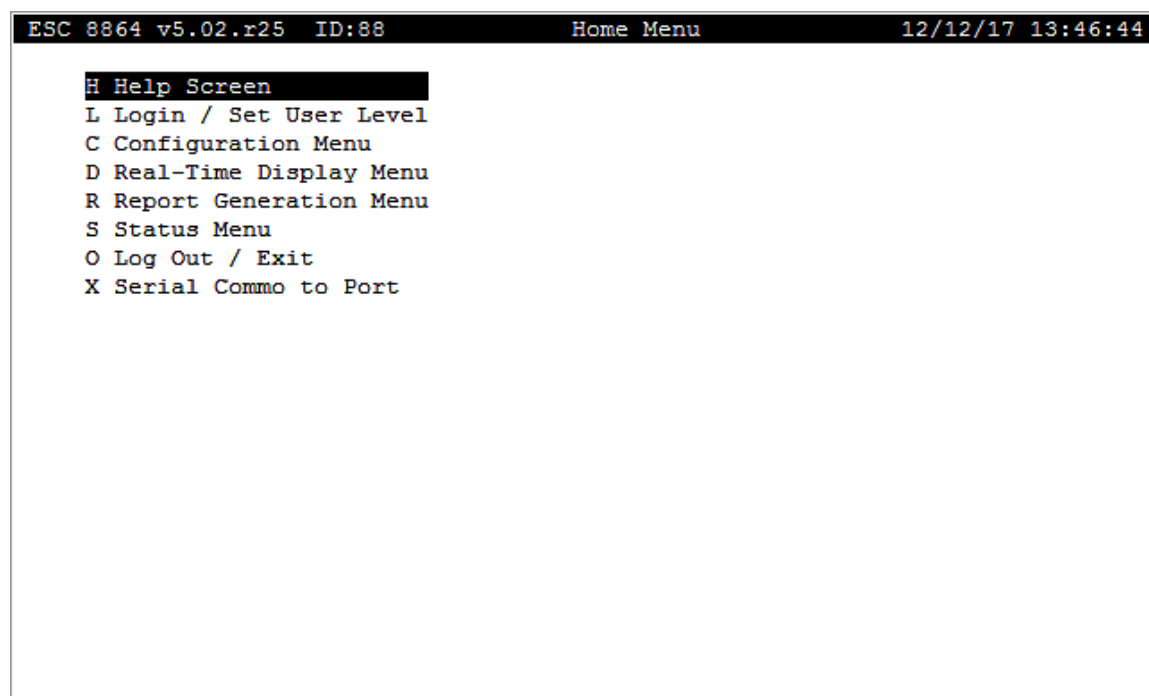 ESC 8864 v5.02.r25 ID:88 Home Menu 12/12/17 13:46:44
H Help Screen
L Login / Set User Level
C Configuration Menu
D Real-Time Display Menu
R Report Generation Menu
S Status Menu
O Log Out / Exit
X Serial Commo to Port